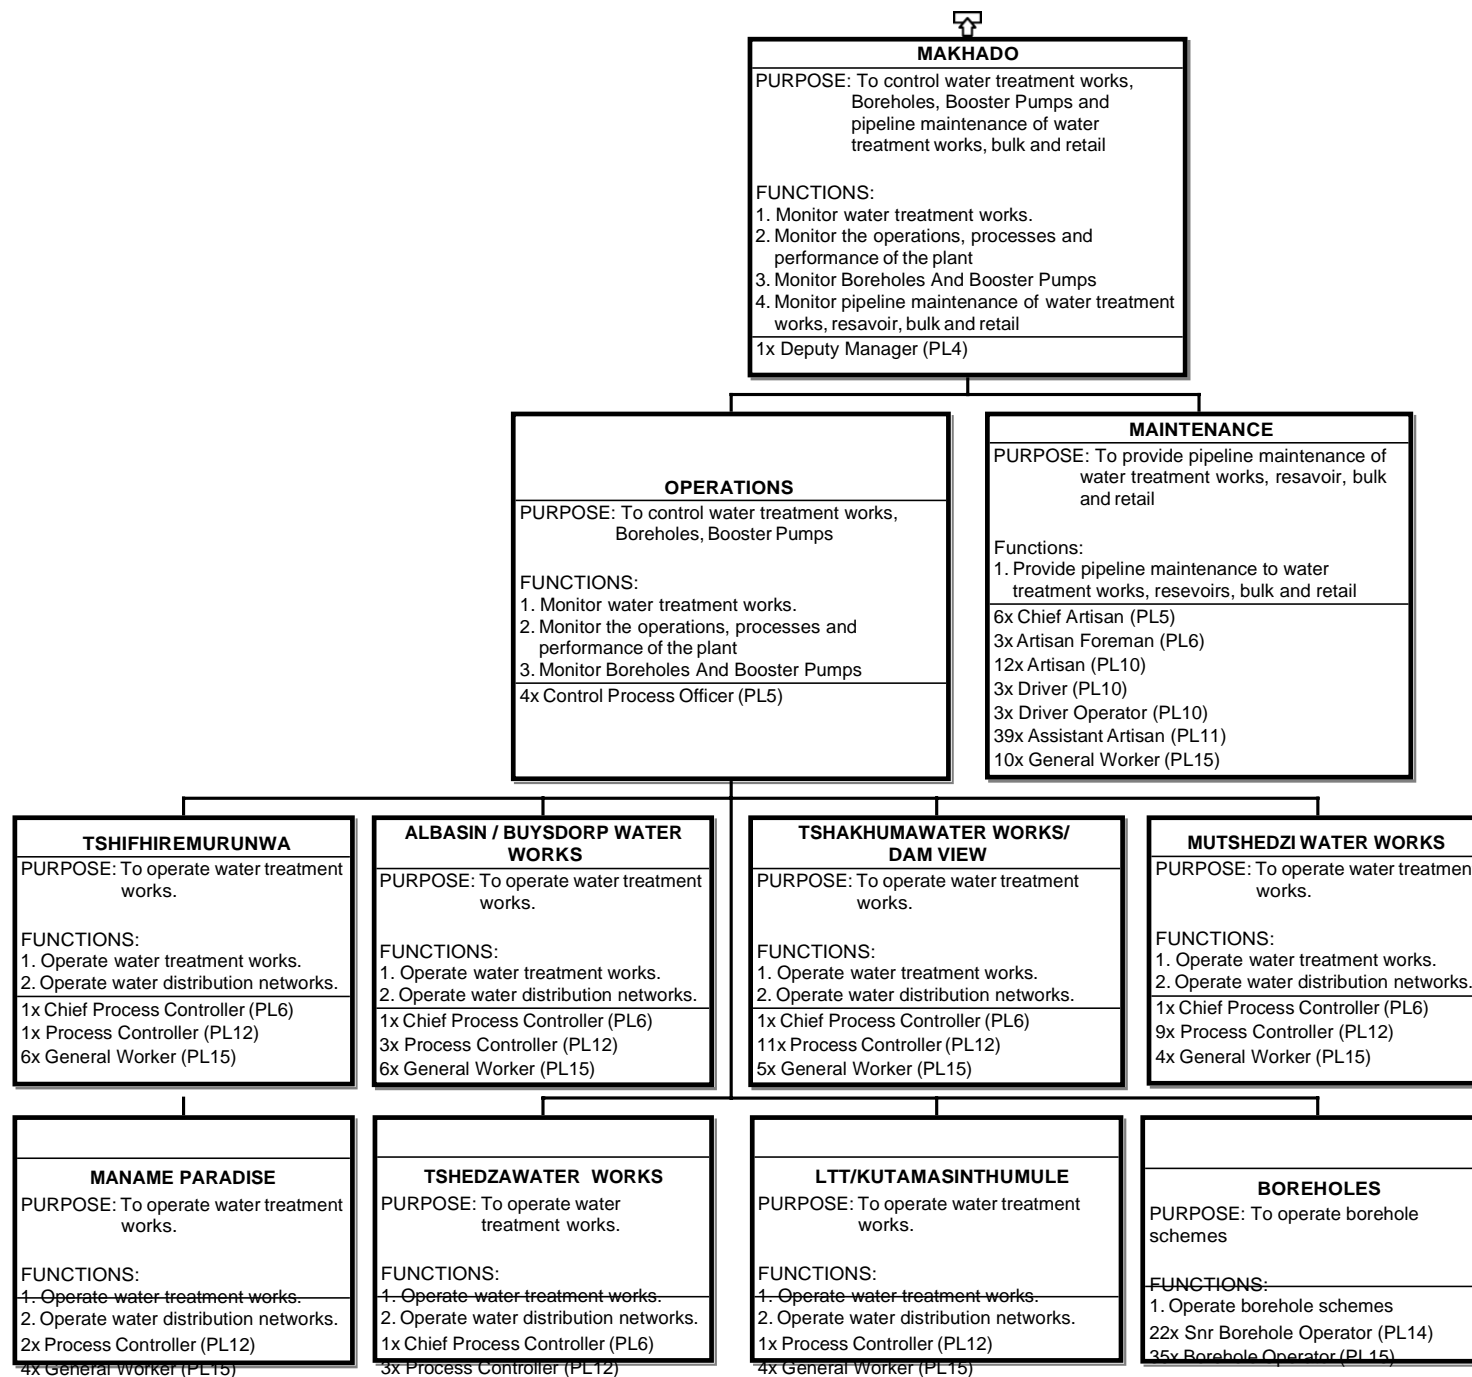 MAKHADO
PURPOSE: To control water treatment works,
Boreholes, Booster Pumps and
pipeline maintenance of water
treatment works, bulk and retail
FUNCTIONS:
1. Monitor water treatment works.
2. Monitor the operations, processes and
performance of the plant
3. Monitor Boreholes And Booster Pumps
4. Monitor pipeline maintenance of water treatment
works, resavoir, bulk and retail
1x Deputy Manager (PL4)
OPERATIONS
PURPOSE: To control water treatment works,
Boreholes, Booster Pumps
FUNCTIONS:
1. Monitor water treatment works.
2. Monitor the operations, processes and
performance of the plant
3. Monitor Boreholes And Booster Pumps
4x Control Process Officer (PL5)
MAINTENANCE
PURPOSE: To provide pipeline maintenance of
water treatment works, resavoir, bulk
and retail
Functions:
1. Provide pipeline maintenance to water
treatment works, resevoirs, bulk and retail
6x Chief Artisan (PL5)
3x Artisan Foreman (PL6)
12x Artisan (PL10)
3x Driver (PL10)
3x Driver Operator (PL10)
39x Assistant Artisan (PL11)
10x General Worker (PL15)
TSHIFHIREMURUNWA
PURPOSE: To operate water treatment
works.
FUNCTIONS:
1. Operate water treatment works.
2. Operate water distribution networks.
1x Chief Process Controller (PL6)
1x Process Controller (PL12)
6x General Worker (PL15)
ALBASIN / BUYSDORP WATER
WORKS
PURPOSE: To operate water treatment
works.
FUNCTIONS:
1. Operate water treatment works.
2. Operate water distribution networks.
1x Chief Process Controller (PL6)
3x Process Controller (PL12)
6x General Worker (PL15)
TSHAKHUMAWATER WORKS/
DAM VIEW
PURPOSE: To operate water treatment
works.
FUNCTIONS:
1. Operate water treatment works.
2. Operate water distribution networks.
1x Chief Process Controller (PL6)
11x Process Controller (PL12)
5x General Worker (PL15)
MUTSHEDZI WATER WORKS
PURPOSE: To operate water treatmen
works.
FUNCTIONS:
1. Operate water treatment works.
2. Operate water distribution networks.
1x Chief Process Controller (PL6)
9x Process Controller (PL12)
4x General Worker (PL15)
MANAME PARADISE
PURPOSE: To operate water treatment
works.
FUNCTIONS:
1. Operate water treatment works.
2. Operate water distribution networks.
2x Process Controller (PL12)
4x General Worker (PL15)
TSHEDZAWATER WORKS
PURPOSE: To operate water
treatment works.
FUNCTIONS:
1. Operate water treatment works.
2. Operate water distribution networks.
1x Chief Process Controller (PL6)
3x Process Controller (PL12)
LTT/KUTAMASINTHUMULE
PURPOSE: To operate water treatment
works.
FUNCTIONS:
1. Operate water treatment works.
2. Operate water distribution networks.
1x Process Controller (PL12)
4x General Worker (PL15)
BOREHOLES
PURPOSE: To operate borehole
schemes
FUNCTIONS:
1. Operate borehole schemes
22x Snr Borehole Operator (PL14)
35x Borehole Operator (PL15)